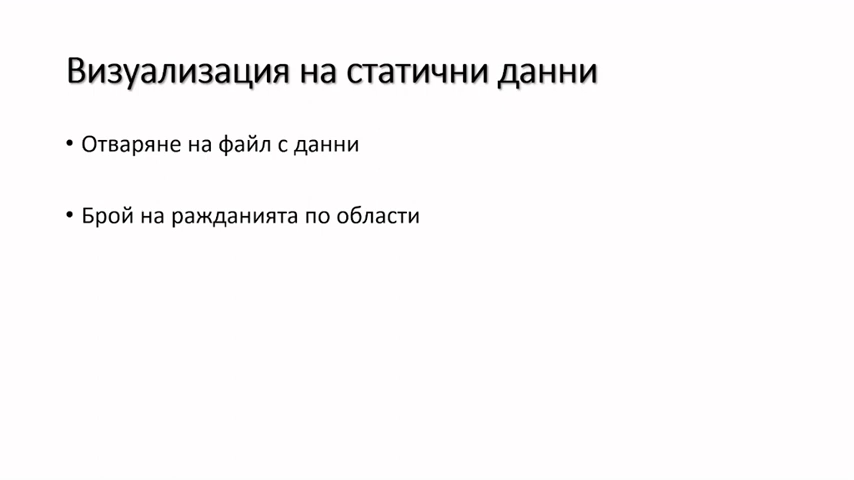 Визуализация на статични данни
• Отваряне на файл с данни
• Брой на ражданията по области